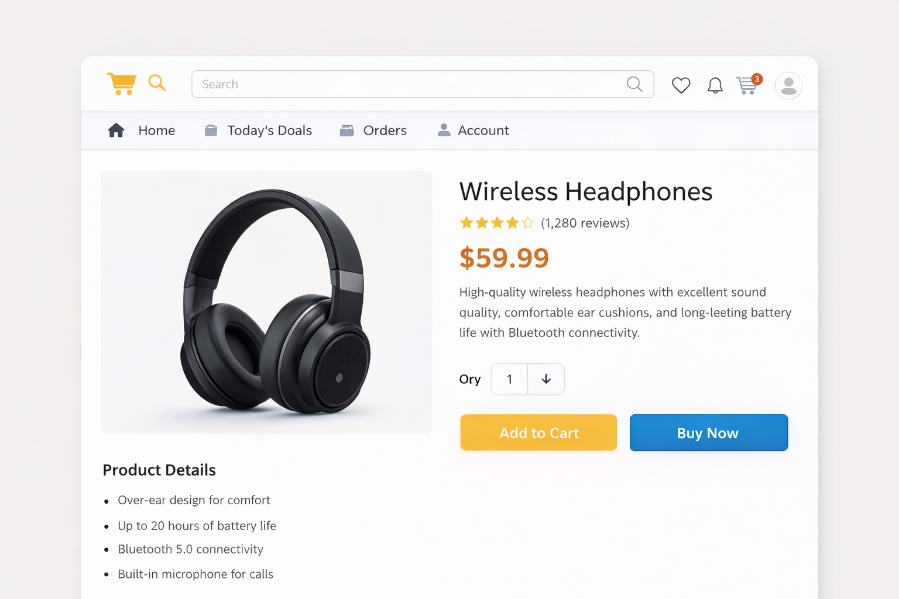 Search
3
Home
Today's Doals
Orders
Account
Wireless Headphones
(1,280 reviews)
$59.99
High-quality wireless headphones with excellent sound
quality, comfortable ear cushions, and long-leeting battery
life with Bluetooth connectivity.
Ory 1
Add to Cart
Buy Now
Product Details
• Over-ear design for comfort
• Up to 20 hours of battery life
• Bluetooth 5.0 connectivity
• Built-in microphone for calls